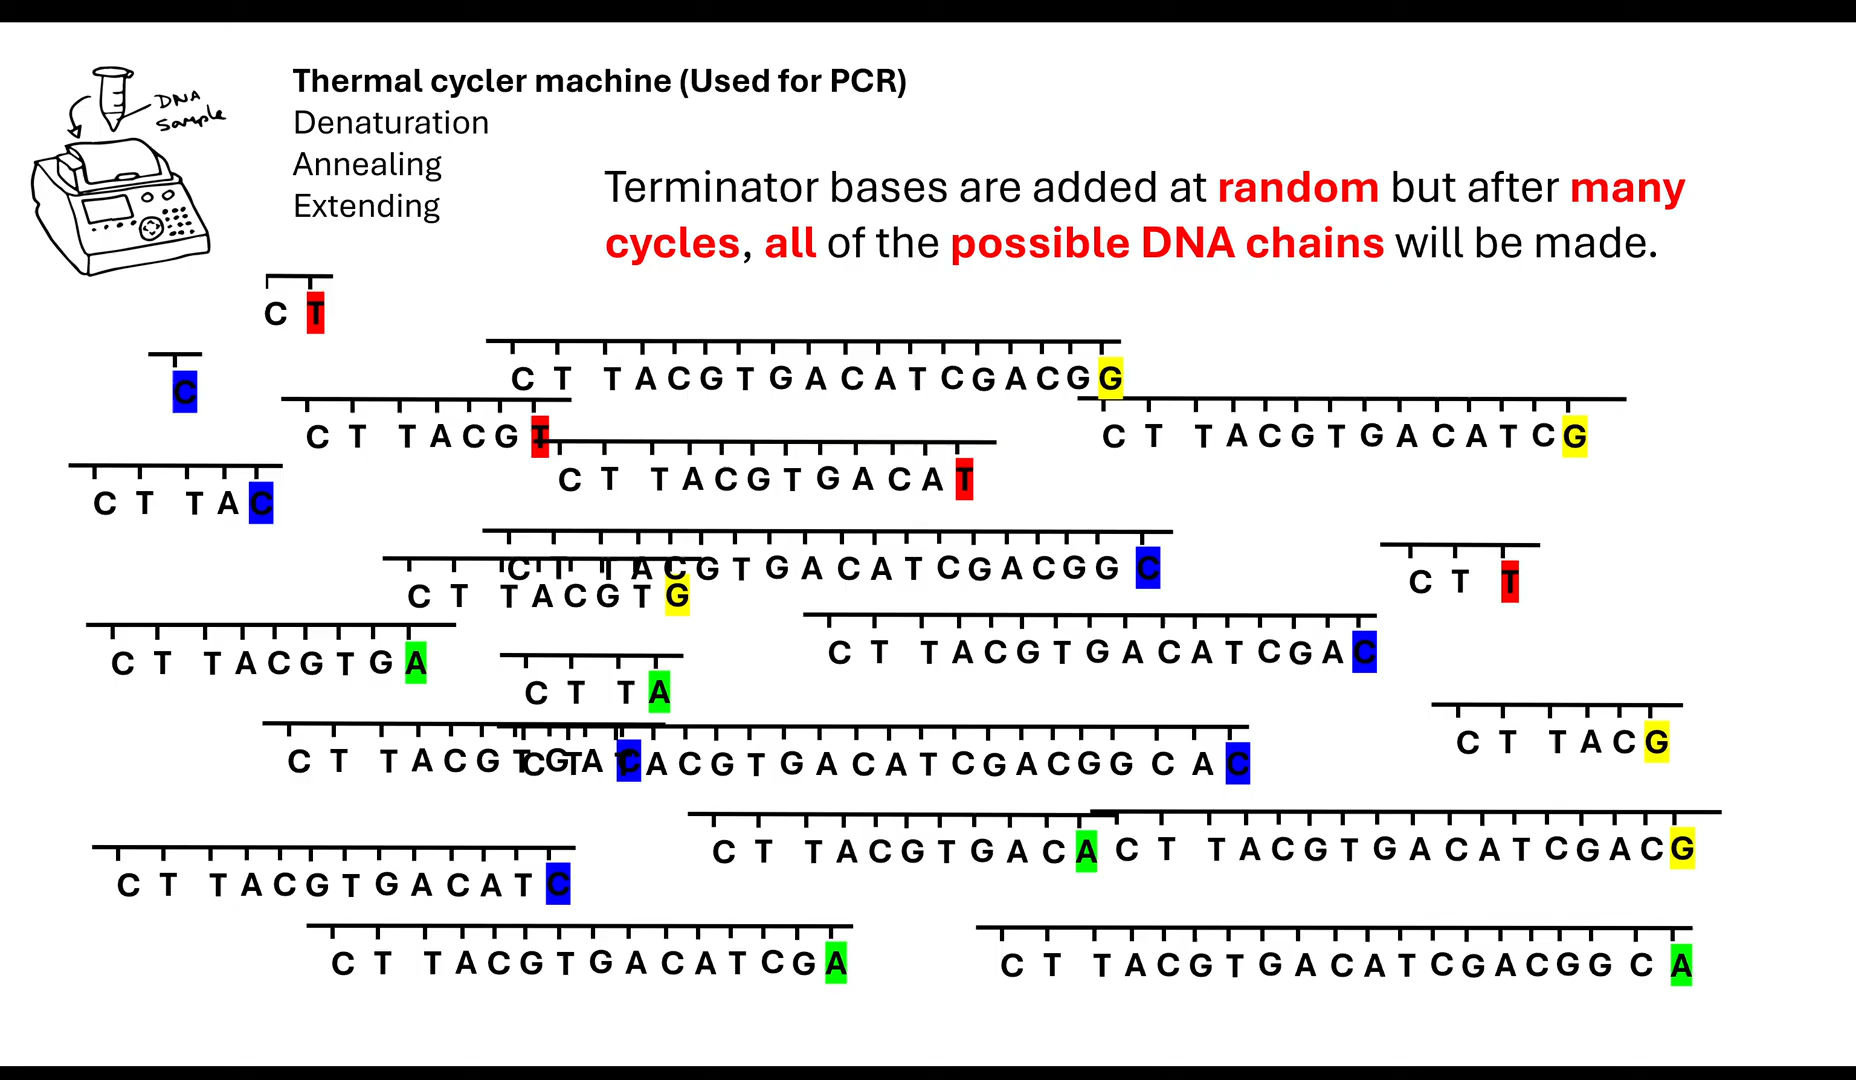 Thermal cycler machine (Used for PCR)
DNA
sample
Denaturation
Annealing
Extending
Terminator bases are added at random but after many
cycles, all of the possible DNA chains will be made.
C T
C
C T T A C G T G A C A T C G A C G G
C T T A C G T
C T T A C G T G A C A T C G
C T T A C G T G A C A T
C T T A C
C T T A C G T G A C A T C G A C G G C
C T T
C T T A C G T G
C T T A C G T G A C A T C G A C
C T T A C G T G A
C T T A
C T T A C G
C T T A C G T G A C
C T T A C G T G A C A T C G A C G G C A C
C T T A C G T G A C A
C T T A C G T G A C A T C G A C G
C T T A C G T G A C A T C
C T T A C G T G A C A T C G A
C T T A C G T G A C A T C G A C G G C A